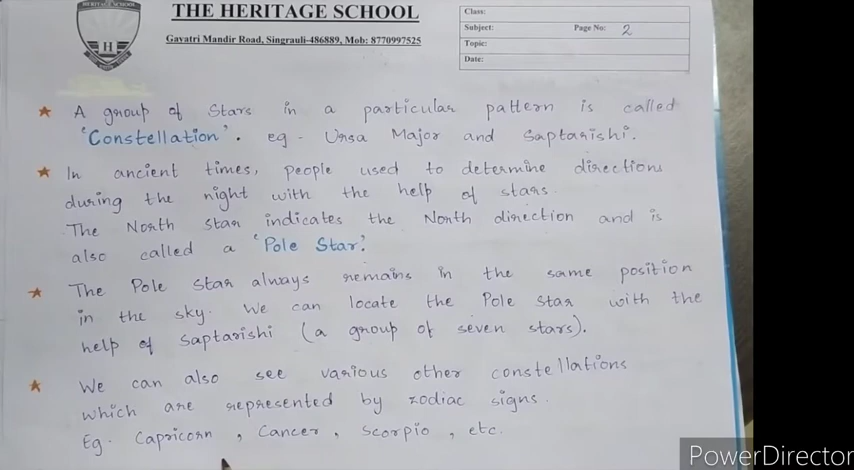 HERITAGE SCHOOL
H
THE HERITAGE SCHOOL
Gayatri Mandir Road, Singrauli-486889, Mob: 8770997525
Class:
Subject: Page No: 2
Topic:
Date:
A group of Stars in a particular pattern is called
'Constellation'. eg - Ursa Major and Saptarishi.
In ancient times, people used to determine directions
during the night with the help of stars.
The North star indicates the North direction and is
also called a 'Pole Star'.
The Pole star always remains in the same position
in the sky. We can locate the Pole star with the
help of Saptarishi (a group of seven stars).
We can also see various other constellations
which are represented by zodiac signs.
Eg. Capricorn, Cancer, Scorpio, etc.
PowerDirector